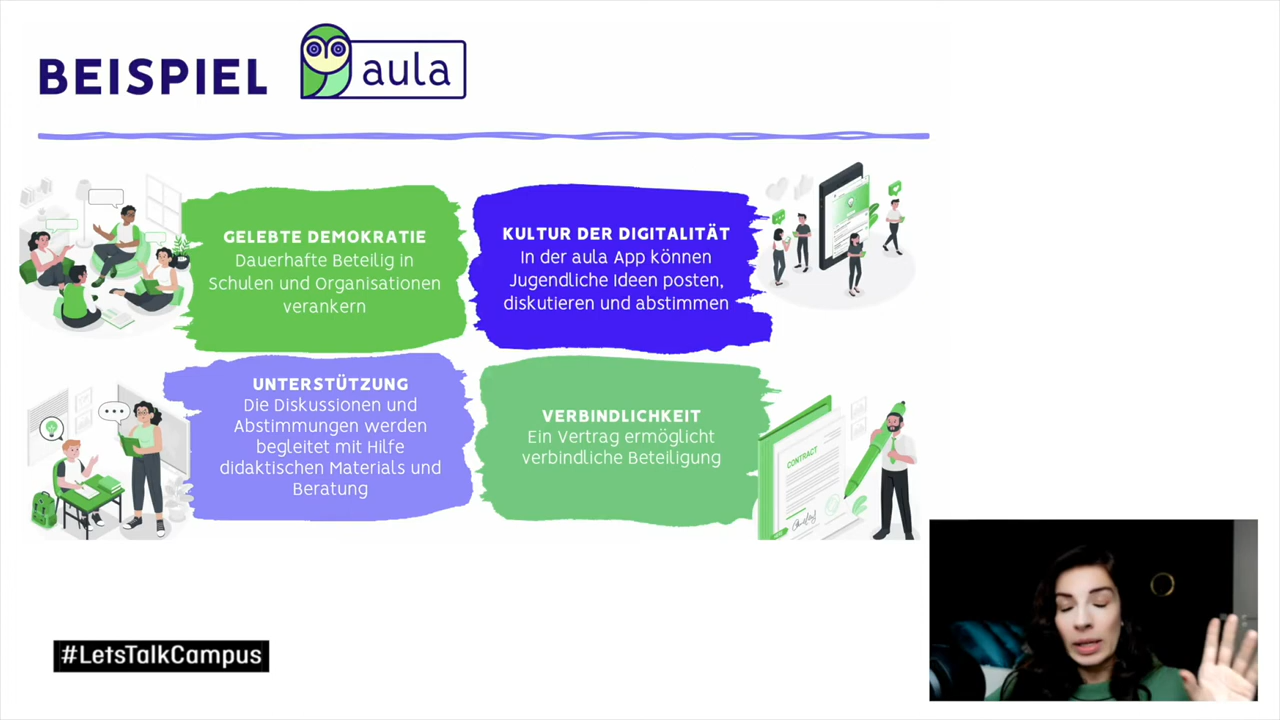 BEISPIEL
aula
GELEBTE DEMOKRATIE
Dauerhafte Beteilig in
Schulen und Organisationen
verankern
KULTUR DER DIGITALITÄT
In der aula App können
Jugendliche Ideen posten,
diskutieren und abstimmen
UNTERSTÜTZUNG
Die Diskussionen und
Abstimmungen werden
begleitet mit Hilfe
didaktischen Materials und
Beratung
VERBINDLICHKEIT
Ein Vertrag ermöglicht
verbindliche Beteiligung
CONTRACT
#LetsTalkCampus